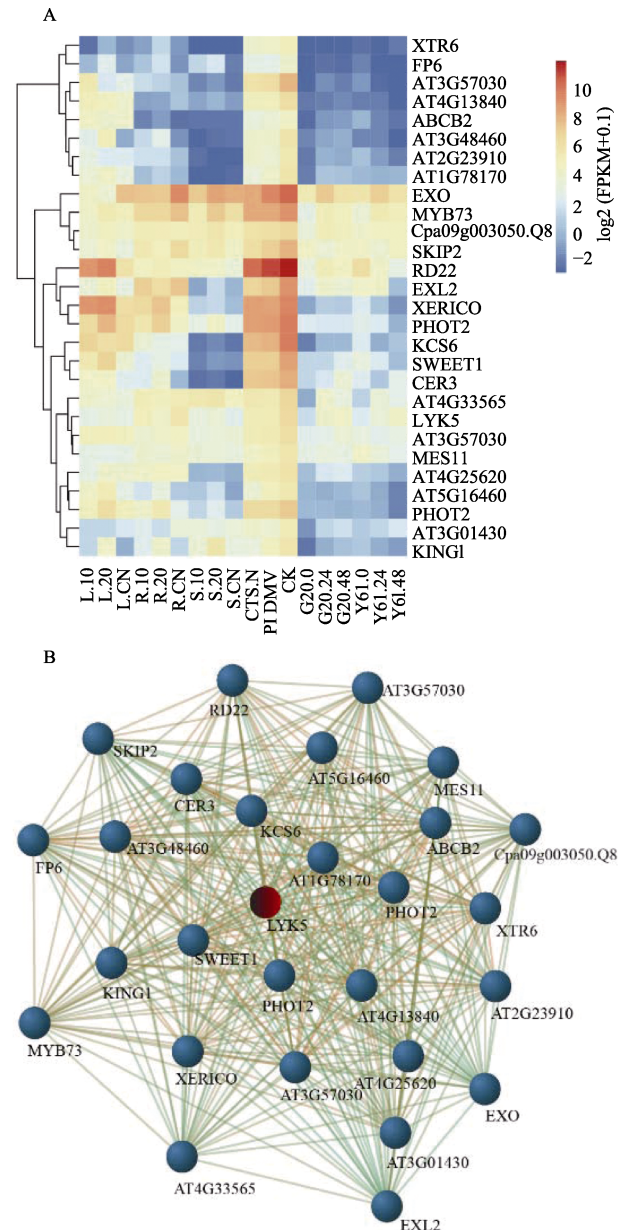 A
XTR6
FP6
AT3G57030
AT4G13840
ABCB2
AT3G48460
AT2G23910
AT1G78170
EXO
MYB73
Cpa09g003050.Q8
SKIP2
RD22
EXL2
XERICO
PHOT2
KCS6
SWEET1
CER3
AT4G33565
LYK5
AT3G57030
MES11
AT4G25620
AT5G16460
PHOT2
AT3G01430
KING1
10
8
6
4
2
0
−2
log2 (FPKM+0.1)
L.10
L.20
L.CN
R.10
R.20
R.CN
S.10
S.20
S.CN
CTS.N
PI DMV
CK
G20.0
G20.24
G20.48
Y61.0
Y61.24
Y61.48
B
RD22
AT3G57030
SKIP2
AT5G16460
MES11
CER3
KCS6
ABCB2
AT3G48460
Cpa09g003050.Q8
FP6
AT1G78170
PHOT2
LYK5
XTR6
SWEET1
KING1
PHOT2
AT4G13840
AT2G23910
MYB73
XERICO
AT3G57030
AT4G25620
EXO
AT3G01430
AT4G33565
EXL2